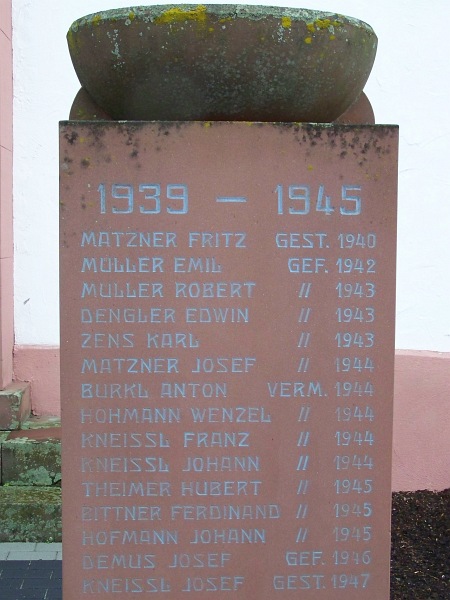 1939 – 1945
MATZNER FRITZ GEST. 1940
MÜLLER EMIL GEF. 1942
MÜLLER ROBERT // 1943
DENGLER EDWIN // 1943
ZENS KARL // 1943
MATZNER JOSEF // 1944
BURKL ANTON VERM. 1944
HOHMANN WENZEL // 1944
KNEISSL FRANZ // 1944
KNEISSL JOHANN // 1944
THEIMER HUBERT // 1945
BITTNER FERDINAND // 1945
HOFMANN JOHANN // 1945
DEMUS JOSEF GEF. 1946
KNEISSL JOSEF GEST. 1947